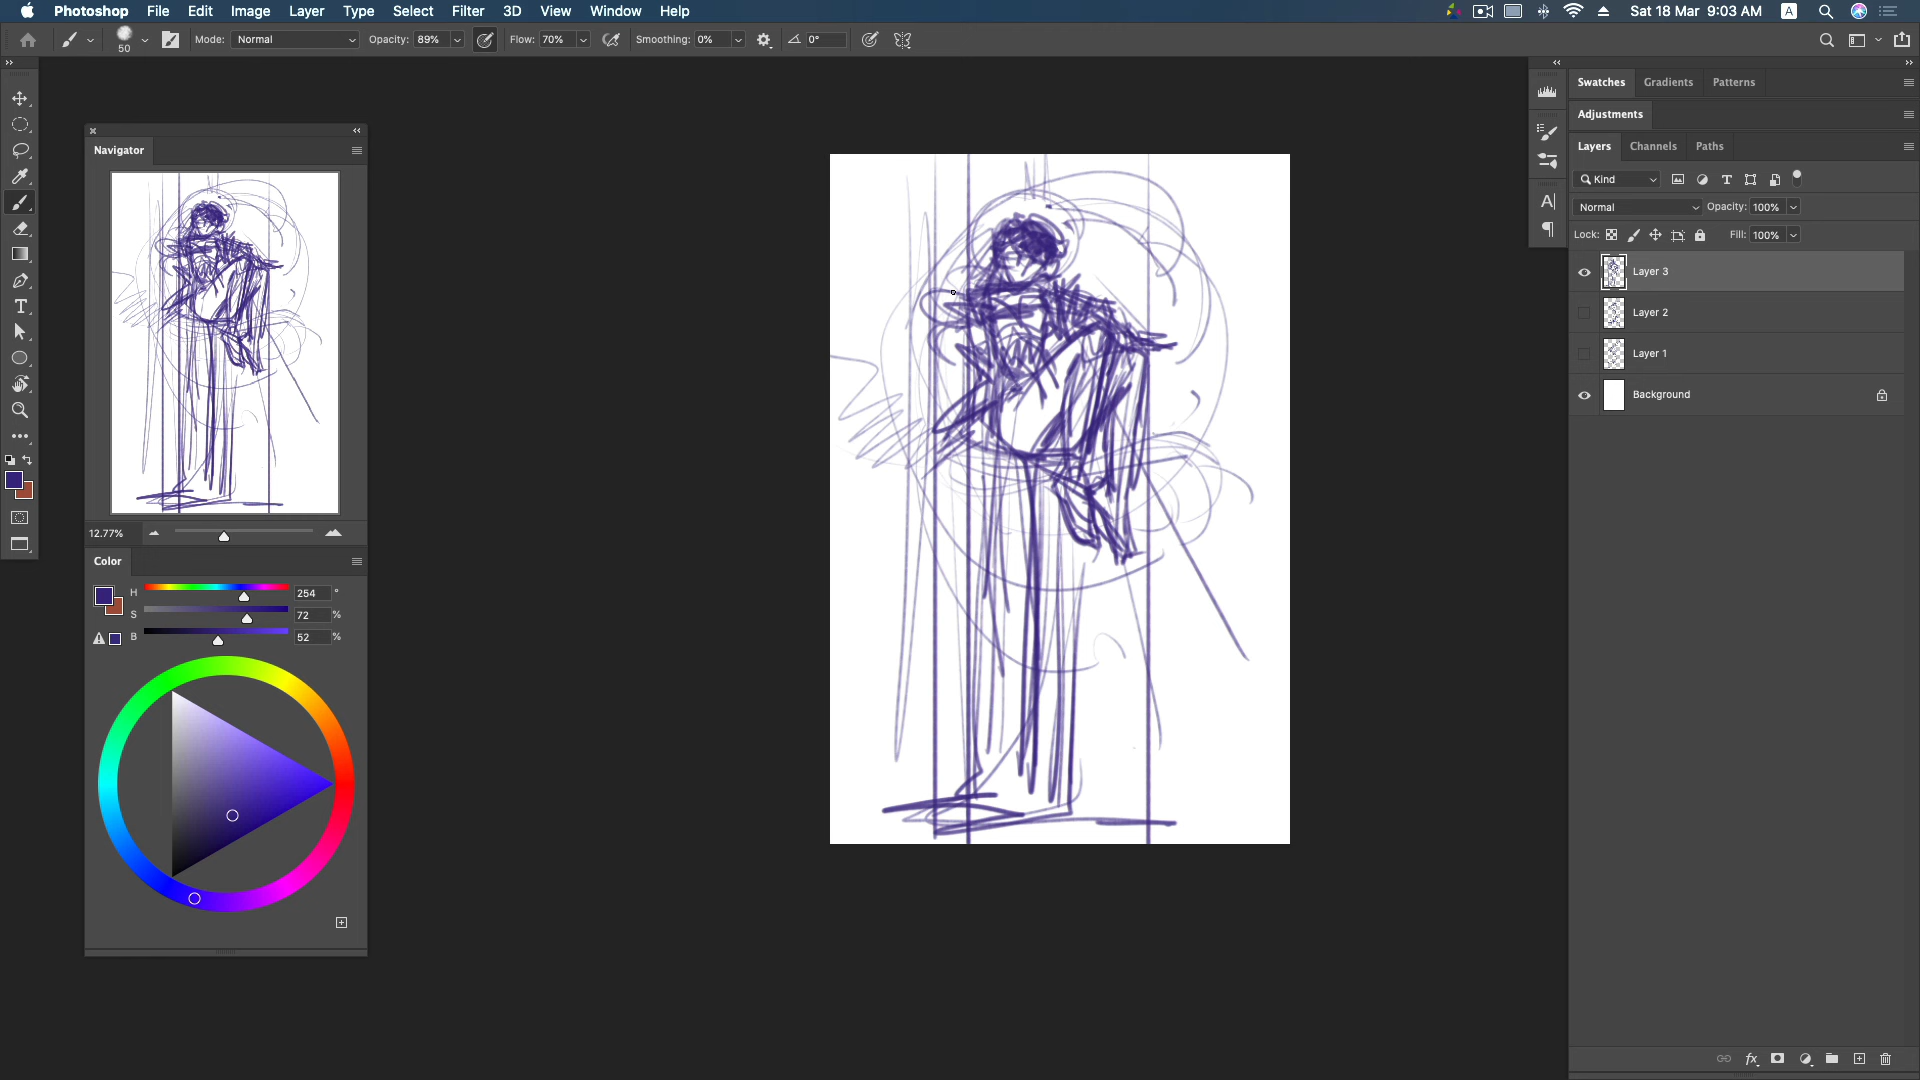 Photoshop File Edit Image Layer Type Select Filter 3D View Window Help Sat 18 Mar 9:03 AM A
50 Mode: Normal Opacity: 89% Flow: 70% Smoothing: 0% 0°
Navigator
12.77%
Color
H 254 °
S 72 %
B 52 %
Swatches Gradients Patterns
Adjustments
Layers Channels Paths
Kind
Normal Opacity: 100%
Lock: Fill: 100%
Layer 3
Layer 2
Layer 1
Background